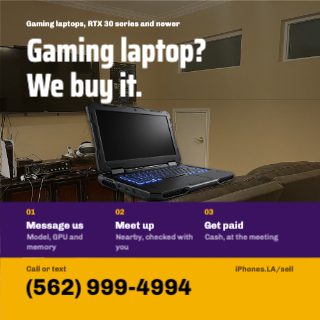 Gaming laptops, RTX 30 series and newer
Gaming laptop?
We buy it.
01
Message us
Model, GPU and
memory
02
Meet up
Nearby, checked with
you
03
Get paid
Cash, at the meeting
Call or text
iPhones.LA/sell
(562) 999-4994